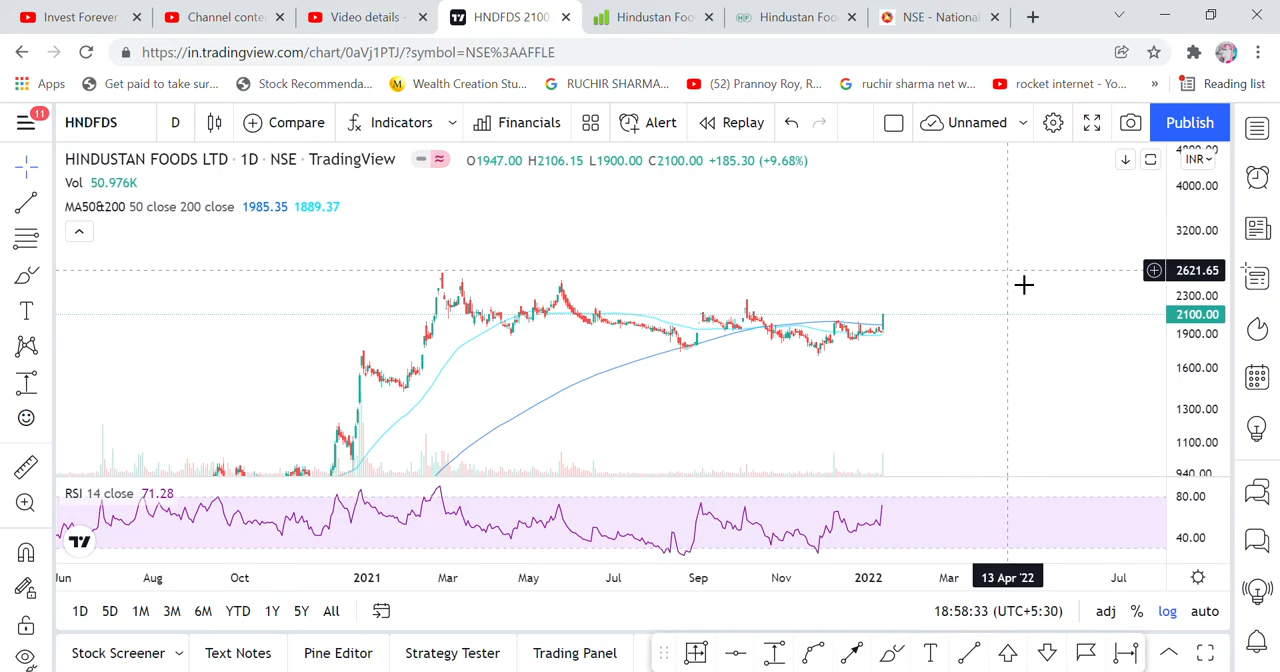 Invest Forever
Channel conte
Video details -
HNDFDS 2100.
Hindustan Foo
Hindustan Foo
NSE - National
https://in.tradingview.com/chart/0aVj1PTJ/?symbol=NSE%3AAFFLE
Apps
Get paid to take sur...
Stock Recommenda...
Wealth Creation Stu...
RUCHIR SHARMA...
(52) Prannoy Roy, R...
ruchir sharma net w...
rocket internet - Yo...
»
Reading list
11
HNDFDS
D
Compare
Indicators
Financials
Alert
Replay
Unnamed
Publish
HINDUSTAN FOODS LTD · 1D · NSE · TradingView
O1947.00 H2106.15 L1900.00 C2100.00 +185.30 (+9.68%)
INR
Vol 50.976K
MA50&200 50 close 200 close 1985.35 1889.37
4800.00
4000.00
3200.00
2621.65
2300.00
2100.00
1900.00
1600.00
1300.00
1100.00
940.00
RSI 14 close 71.28
80.00
40.00
Jun
Aug
Oct
2021
Mar
May
Jul
Sep
Nov
2022
Mar
13 Apr '22
Jul
1D
5D
1M
3M
6M
YTD
1Y
5Y
All
18:58:33 (UTC+5:30)
adj
%
log
auto
Stock Screener
Text Notes
Pine Editor
Strategy Tester
Trading Panel